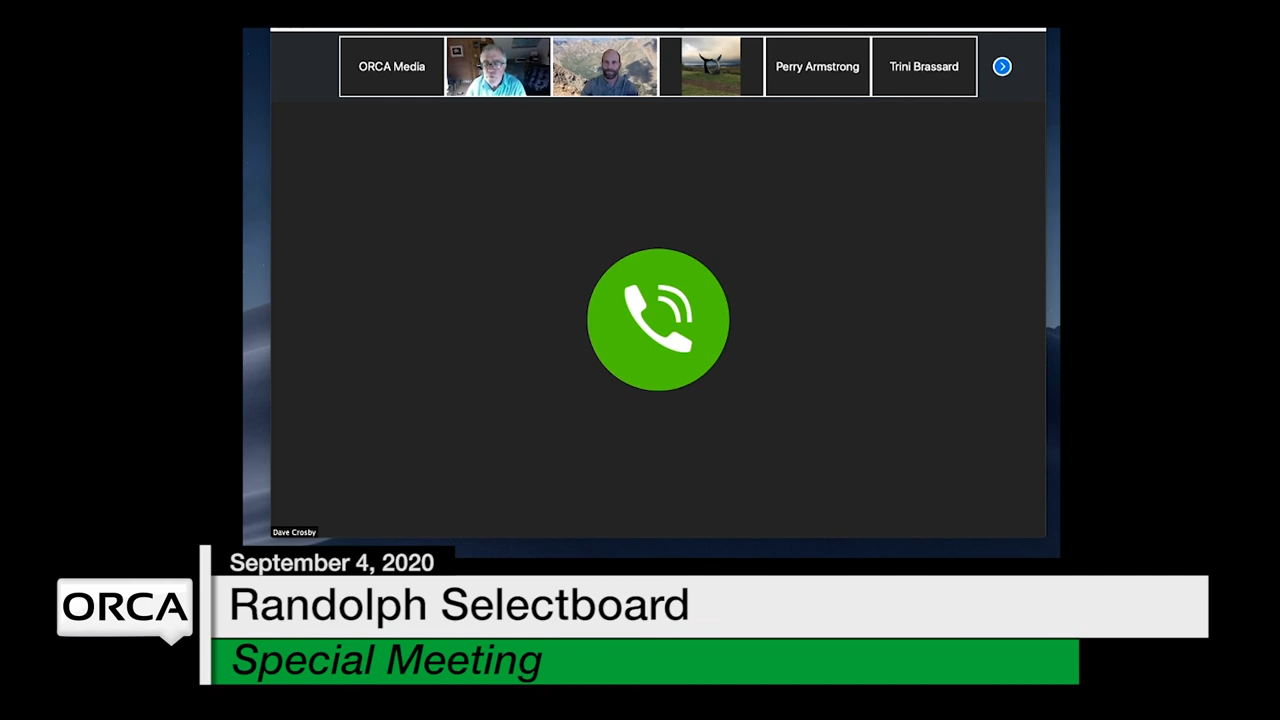 ORCA Media
Perry Armstrong
Trini Brassard
Dave Crosby
September 4, 2020
ORCA
Randolph Selectboard
Special Meeting